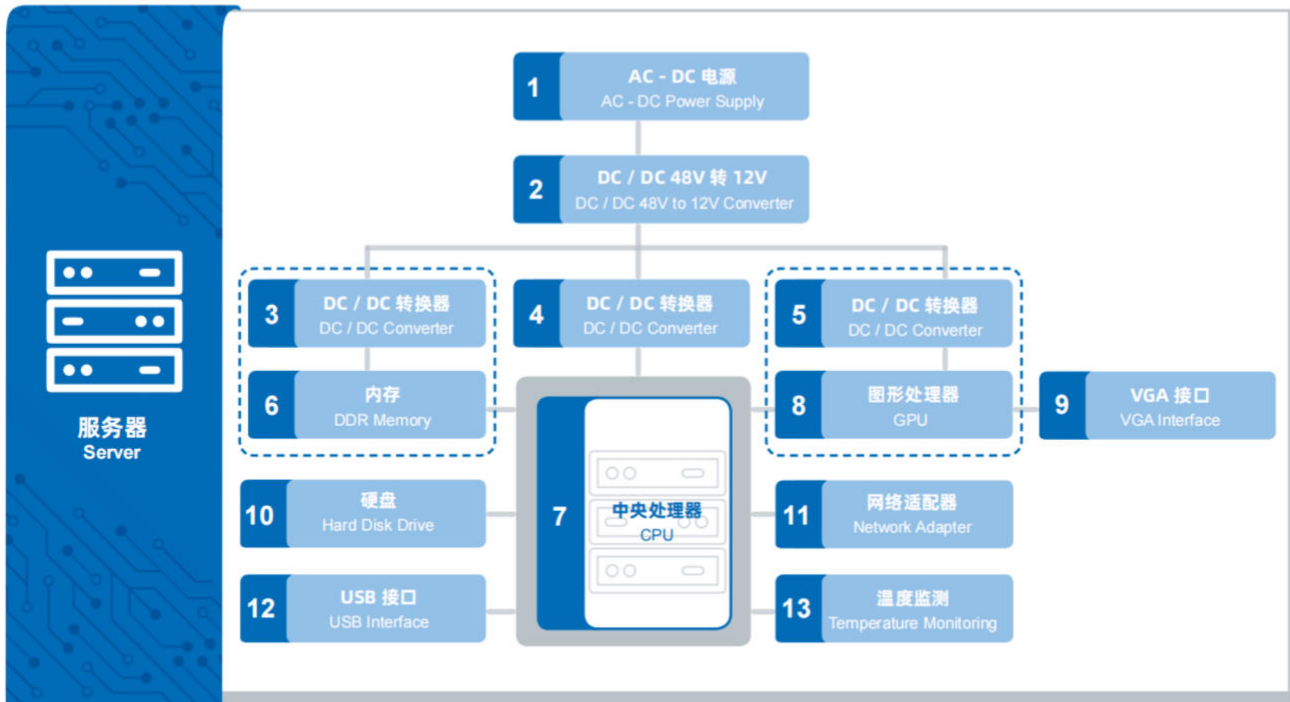 服务器
Server
1
AC - DC 电源
AC - DC Power Supply
2
DC / DC 48V 转 12V
DC / DC 48V to 12V Converter
3
DC / DC 转换器
DC / DC Converter
4
DC / DC 转换器
DC / DC Converter
5
DC / DC 转换器
DC / DC Converter
6
内存
DDR Memory
7
中央处理器
CPU
8
图形处理器
GPU
9
VGA 接口
VGA Interface
10
硬盘
Hard Disk Drive
11
网络适配器
Network Adapter
12
USB 接口
USB Interface
13
温度监测
Temperature Monitoring